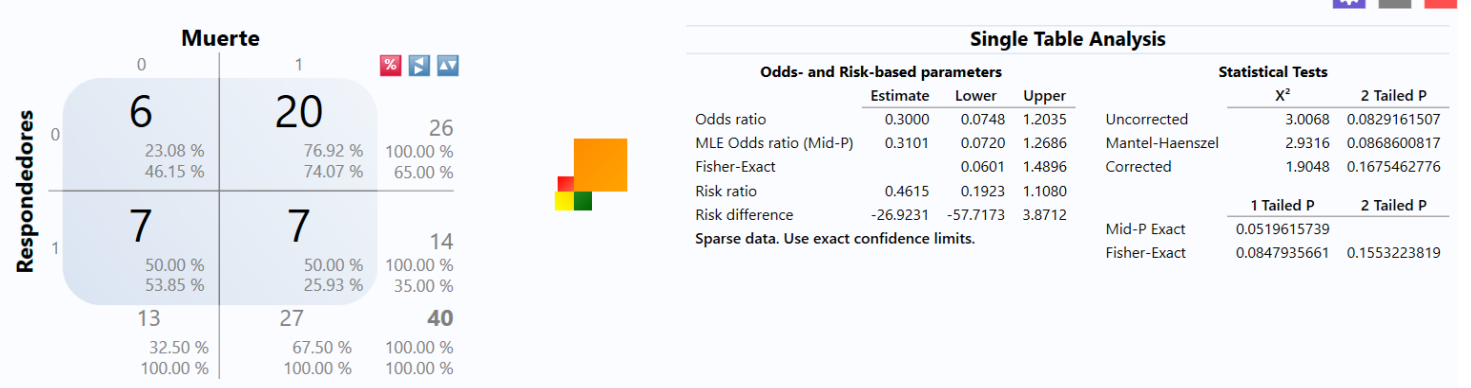 Muerte
0 1 %
Respondedores
0 6 20 26
23.08 % 76.92 % 100.00 %
46.15 % 74.07 % 65.00 %
1 7 7 14
50.00 % 50.00 % 100.00 %
53.85 % 25.93 % 35.00 %
13 27 40
32.50 % 67.50 % 100.00 %
100.00 % 100.00 % 100.00 %
Single Table Analysis
Odds- and Risk-based parameters
Estimate Lower Upper
Odds ratio 0.3000 0.0748 1.2035
MLE Odds ratio (Mid-P) 0.3101 0.0720 1.2686
Fisher-Exact 0.0601 1.4896
Risk ratio 0.4615 0.1923 1.1080
Risk difference -26.9231 -57.7173 3.8712
Sparse data. Use exact confidence limits.
Statistical Tests
X² 2 Tailed P
Uncorrected 3.0068 0.0829161507
Mantel-Haenszel 2.9316 0.0868600817
Corrected 1.9048 0.1675462776
1 Tailed P 2 Tailed P
Mid-P Exact 0.0519615739
Fisher-Exact 0.0847935661 0.1553223819